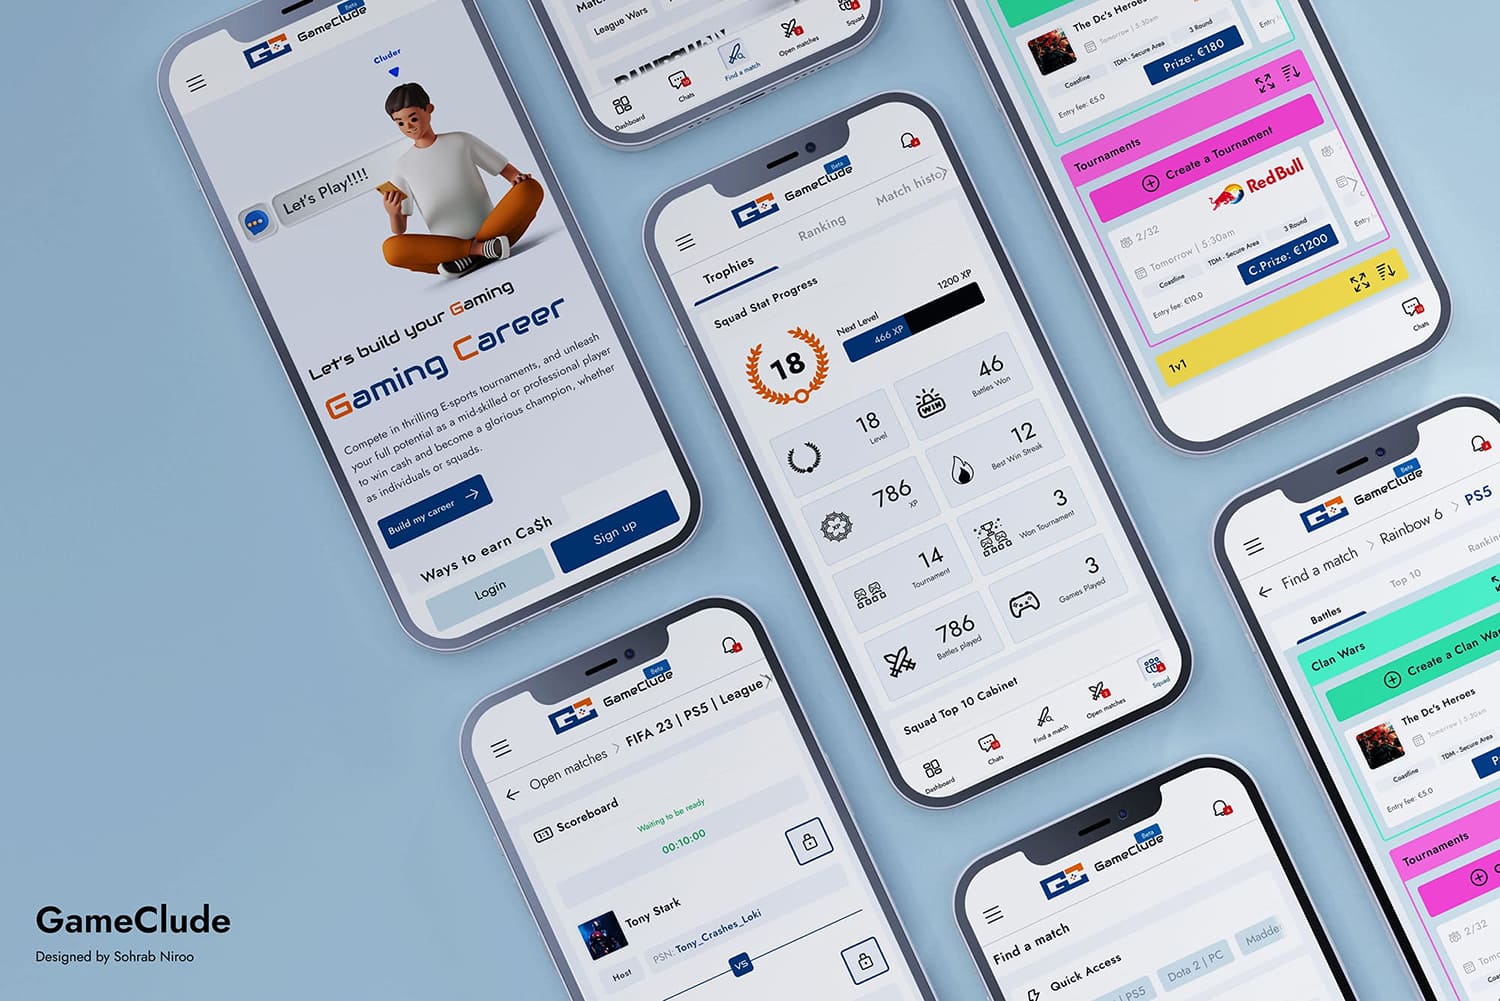 GameClude
Beta
Cluder
Let's Play!!!!
Let's build your Gaming
Gaming Career
Compete in thrilling E-sports tournaments, and unleash
your full potential as a mid-skilled or professional player
to win cash and become a glorious champion, whether
as individuals or squads.
Build my career
Ways to earn Ca$h
Login
Sign up
League Wars
Dashboard
Chats
Find a match
Open matches
Squad
GameClude
Beta
Trophies
Ranking
Match histo
Squad Stat Progress
18
Next Level
1200 XP
466 XP
18
Level
WIN
46
Battles Won
XP
786
XP
12
Best Win Streak
14
Tournament
3
Won Tournament
786
Battles played
3
Games Played
Squad Top 10 Cabinet
Dashboard
Chats
Find a match
Open matches
Squad
The Dc's Heroes
Tomorrow | 5:30am
Coastline
TDM - Secure Area
3 Round
Entry fee: €5.0
Prize: €180
Tournaments
Create a Tournament
Red Bull
2/32
Tomorrow | 5:30am
Coastline
TDM - Secure Area
3 Round
Entry fee: €10.0
C.Prize: €1200
1v1
Chats
GameClude
Beta
Open matches > FIFA 23 | PS5 | League
1:1 Scoreboard
Waiting to be ready
00:10:00
Tony Stark
Host
PSN: Tony_Crashes_Loki
VS
GameClude
Beta
Find a match
Quick Access
PS5
Dota 2 | PC
Madde
GameClude
Beta
Find a match > Rainbow 6 > PS5
Battles
Top 10
Ranking
Clan Wars
Create a Clan Wa
The Dc's Heroes
Tomorrow | 5:30am
Coastline
TDM - Secure Area
Entry fee: €5.0
Tournaments
2/32
GameClude
Designed by Sohrab Niroo